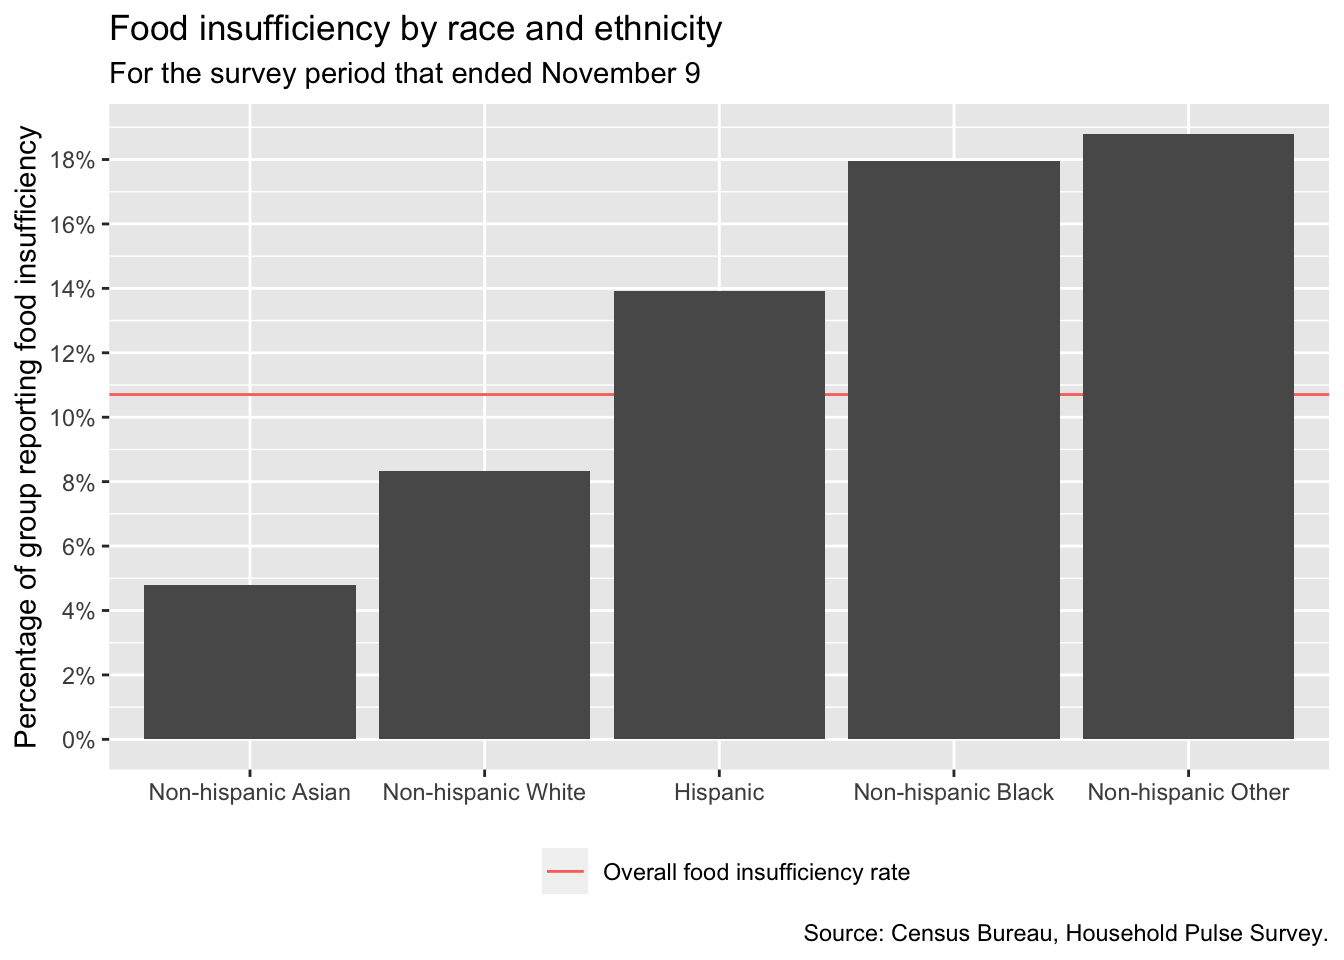 Food insufficiency by race and ethnicity
For the survey period that ended November 9
Percentage of group reporting food insufficiency
18%
16%
14%
12%
10%
8%
6%
4%
2%
0%
Non-hispanic Asian Non-hispanic White Hispanic Non-hispanic Black Non-hispanic Other
Overall food insufficiency rate
Source: Census Bureau, Household Pulse Survey.